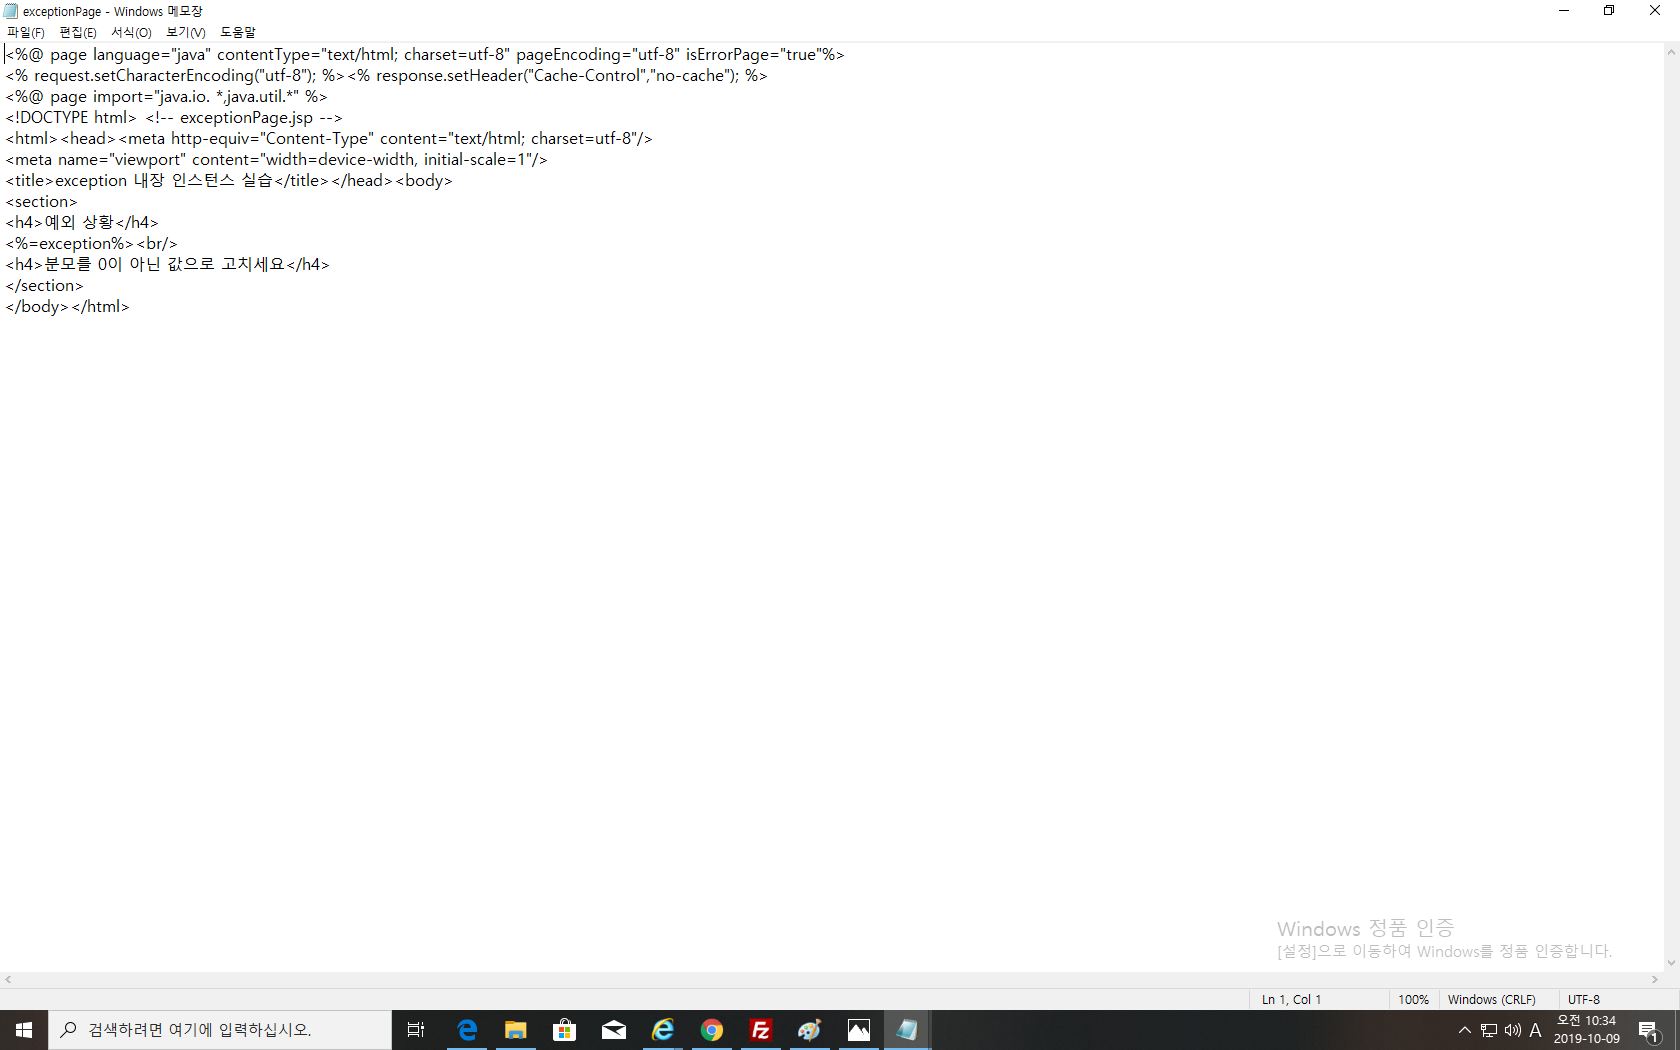 exceptionPage - Windows 메모장
파일(F) 편집(E) 서식(O) 보기(V) 도움말
<%@ page language="java" contentType="text/html; charset=utf-8" pageEncoding="utf-8" isErrorPage="true"%>
<% request.setCharacterEncoding("utf-8"); %><% response.setHeader("Cache-Control","no-cache"); %>
<%@ page import="java.io. *,java.util.*" %>
<!DOCTYPE html> <!-- exceptionPage.jsp -->
<html><head><meta http-equiv="Content-Type" content="text/html; charset=utf-8"/>
<meta name="viewport" content="width=device-width, initial-scale=1"/>
<title>exception 내장 인스턴스 실습</title></head><body>
<section>
<h4>예외 상황</h4>
<%=exception%><br/>
<h4>분모를 0이 아닌 값으로 고치세요</h4>
</section>
</body></html>
Windows 정품 인증
[설정]으로 이동하여 Windows를 정품 인증합니다.
Ln 1, Col 1 100% Windows (CRLF) UTF-8
검색하려면 여기에 입력하십시오. A 오전 10:34
2019-10-09 1